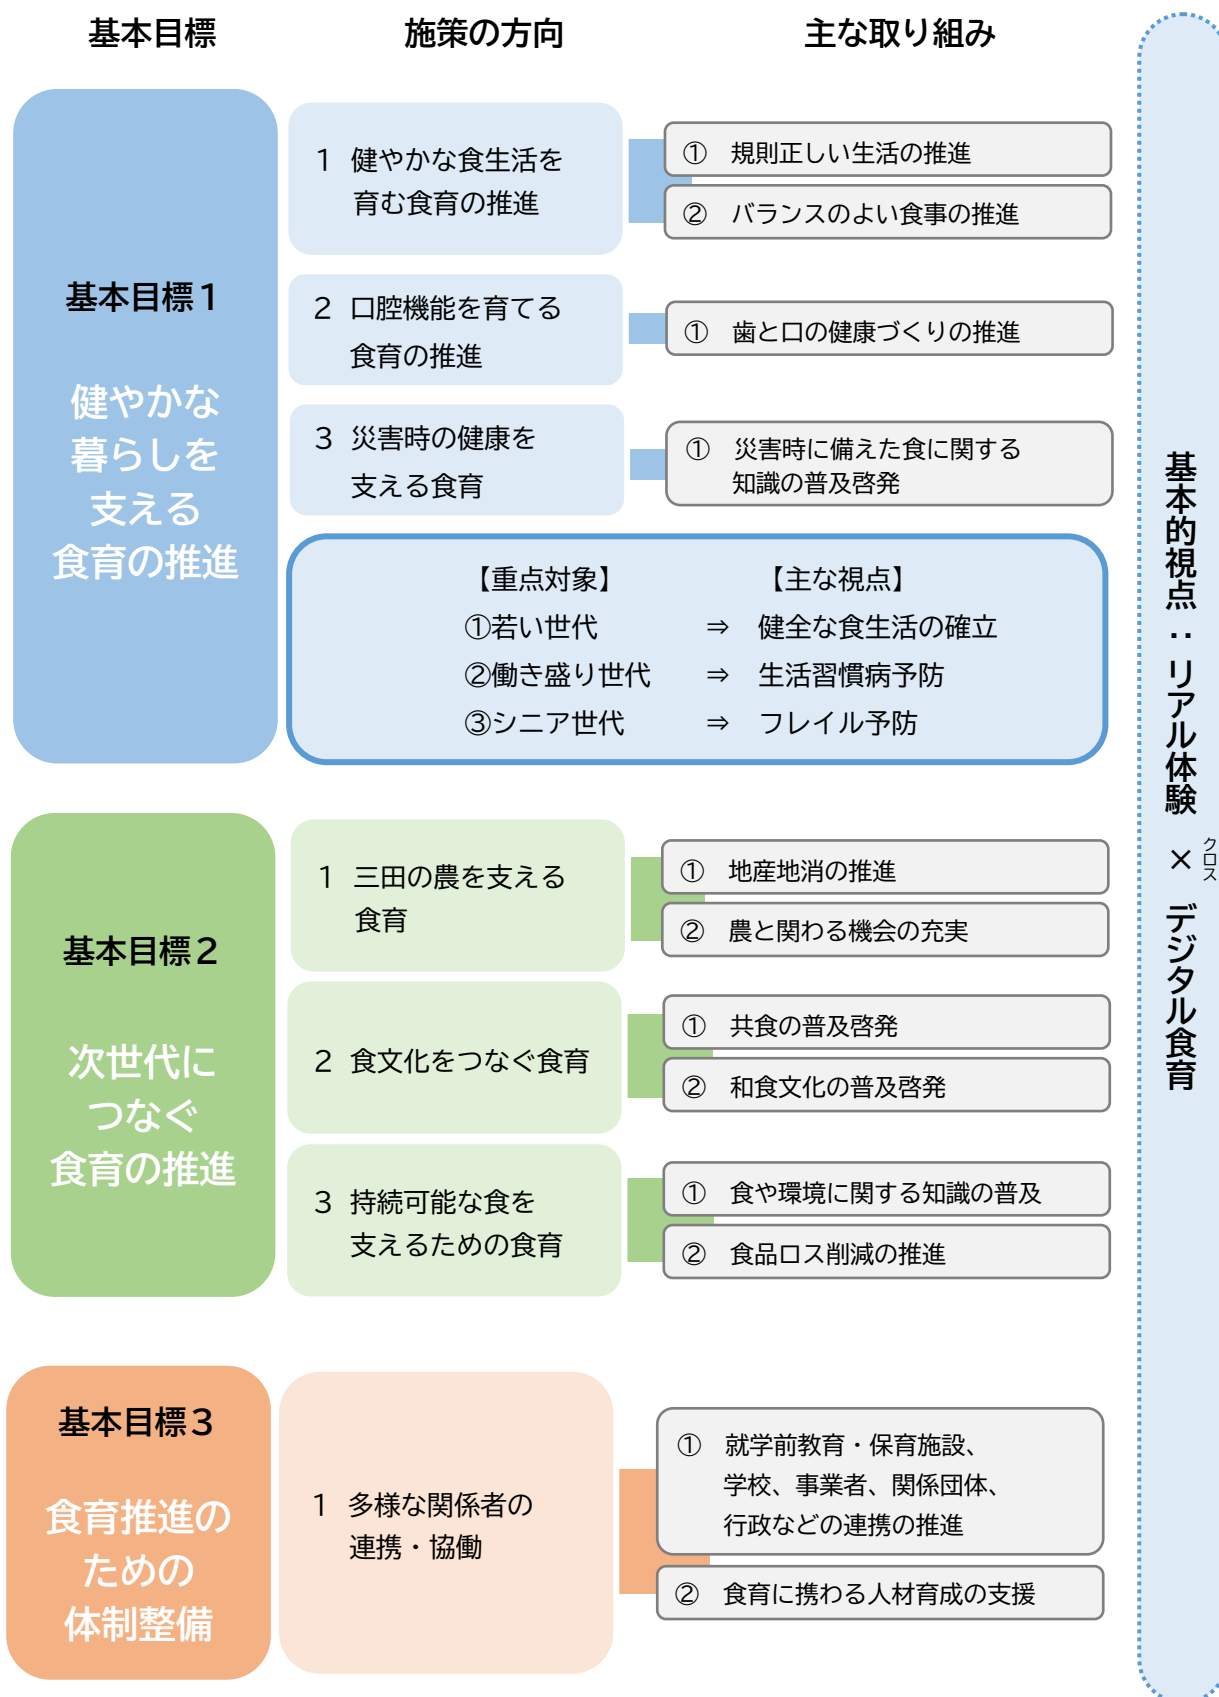 基本目標
施策の方向
主な取り組み
基本目標１
健やかな
暮らしを
支える
食育の推進
１ 健やかな食生活を
育む食育の推進
① 規則正しい生活の推進
② バランスのよい食事の推進
２ 口腔機能を育てる
食育の推進
① 歯と口の健康づくりの推進
３ 災害時の健康を
支える食育
① 災害時に備えた食に関する
知識の普及啓発
【重点対象】 【主な視点】
①若い世代 ⇒ 健全な食生活の確立
②働き盛り世代 ⇒ 生活習慣病予防
③シニア世代 ⇒ フレイル予防
基本目標２
次世代に
つなぐ
食育の推進
１ 三田の農を支える
食育
① 地産地消の推進
② 農と関わる機会の充実
２ 食文化をつなぐ食育
① 共食の普及啓発
② 和食文化の普及啓発
３ 持続可能な食を
支えるための食育
① 食や環境に関する知識の普及
② 食品ロス削減の推進
基本目標３
食育推進の
ための
体制整備
１ 多様な関係者の
連携・協働
① 就学前教育・保育施設、
学校、事業者、関係団体、
行政などの連携の推進
② 食育に携わる人材育成の支援
基本的視点：リアル体験 × デジタル食育
クロス